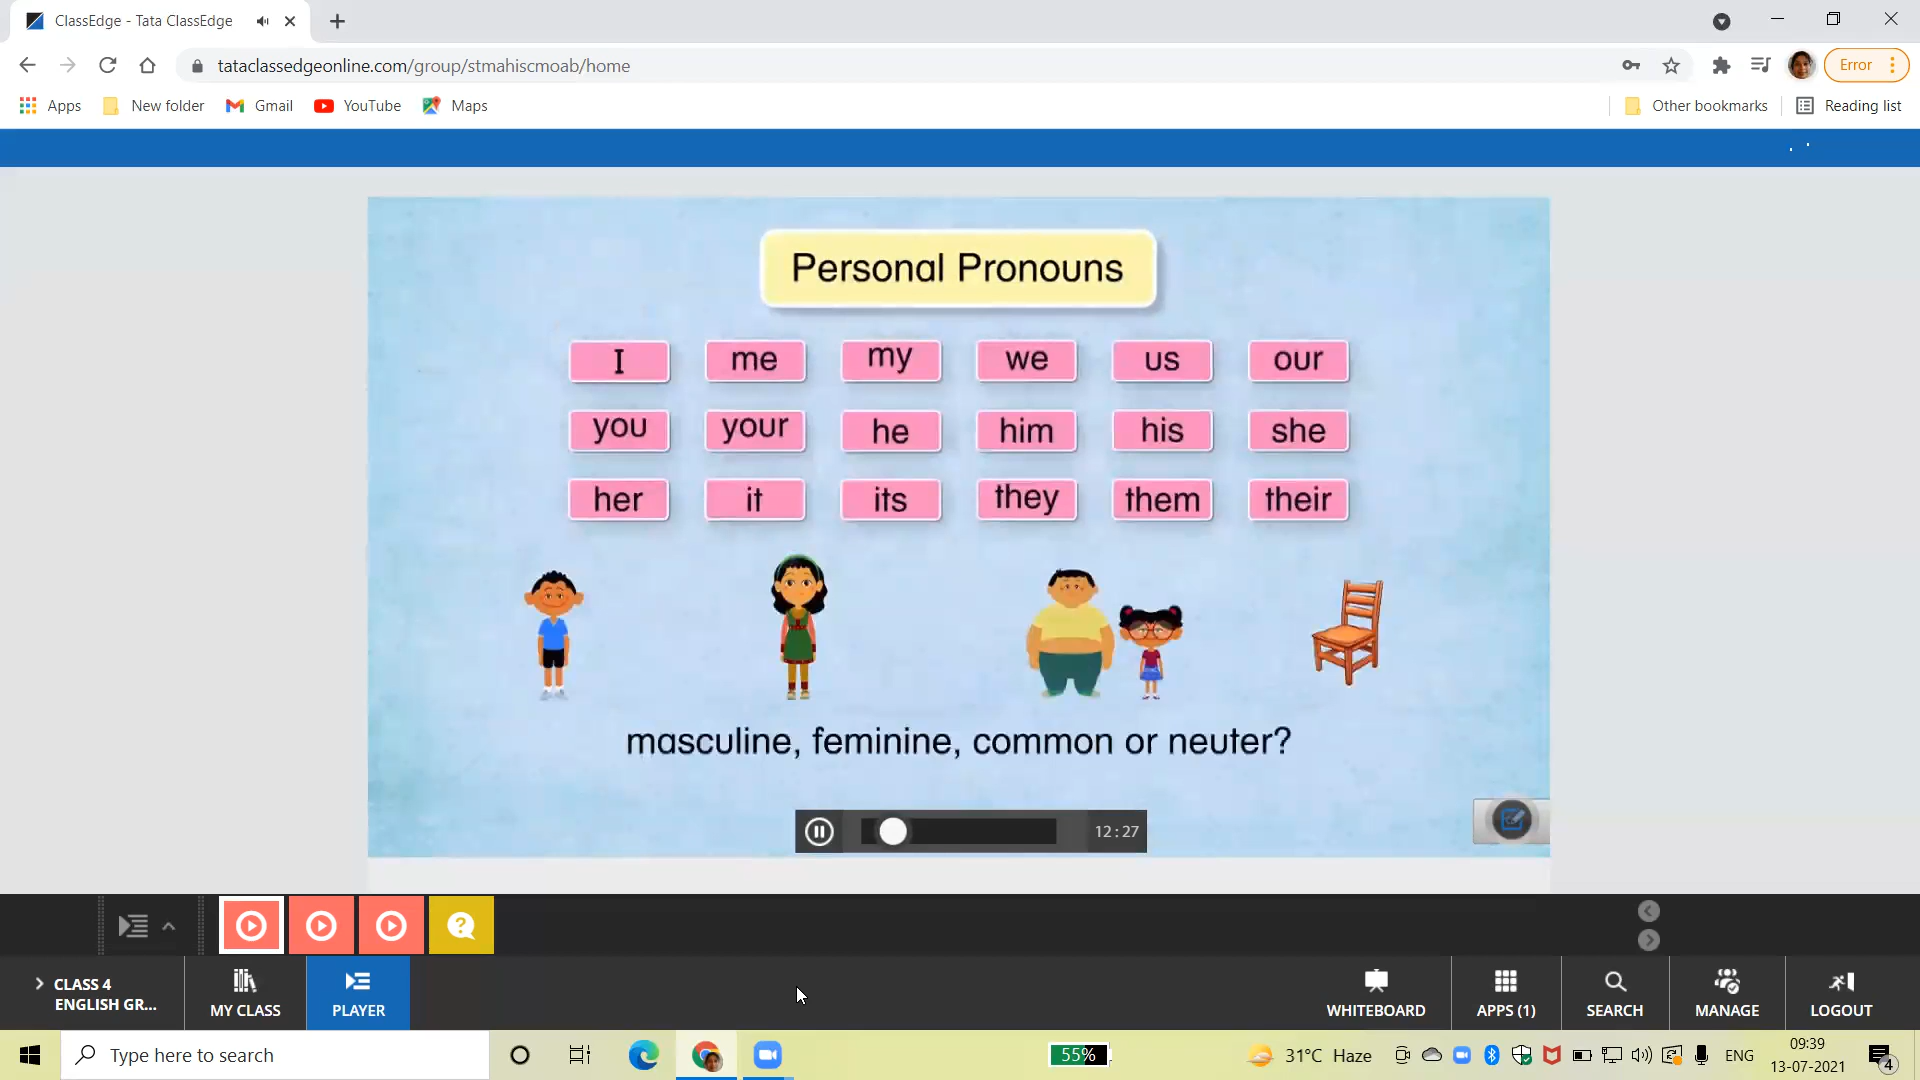 ClassEdge - Tata ClassEdge
tataclassedgeonline.com/group/stmahiscmoab/home
Error
Apps New folder Gmail YouTube Maps Other bookmarks Reading list
Personal Pronouns
I me my we us our
you your he him his she
her it its they them their
masculine, feminine, common or neuter?
12:27
CLASS 4
ENGLISH GR...
MY CLASS
PLAYER
WHITEBOARD
APPS (1)
SEARCH
MANAGE
LOGOUT
Type here to search
55%
31°C Haze
ENG
09:39
13-07-2021
4